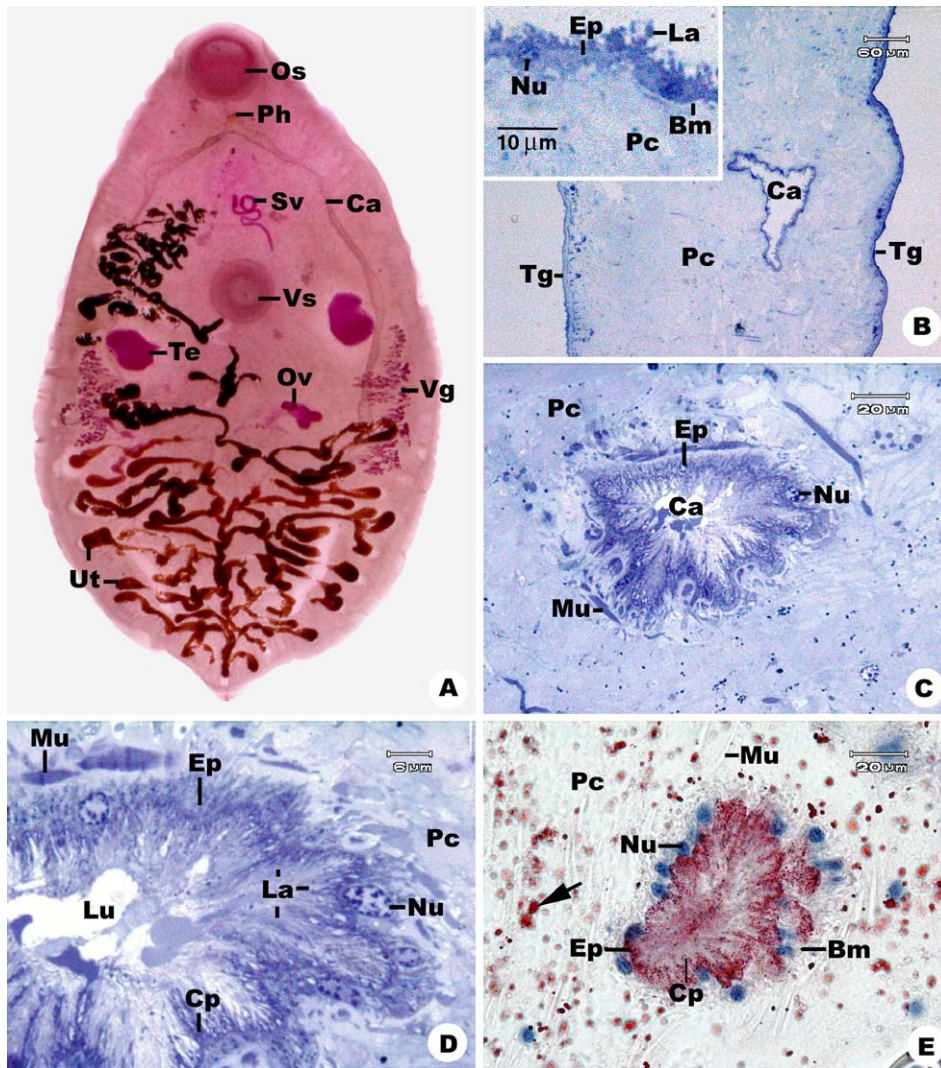 Os
Ph
Sv
Ca
Vs
Te
Ov
Vg
Ut
A
Ep
La
Nu
Bm
10 µm
Pc
60 µm
Ca
Pc
Tg
Tg
B
20 µm
Pc
Ep
Nu
Ca
Mu
C
Mu
Ep
6 µm
Pc
La
Nu
Lu
Cp
D
Mu
20 µm
Pc
Nu
Ep
Cp
Bm
E